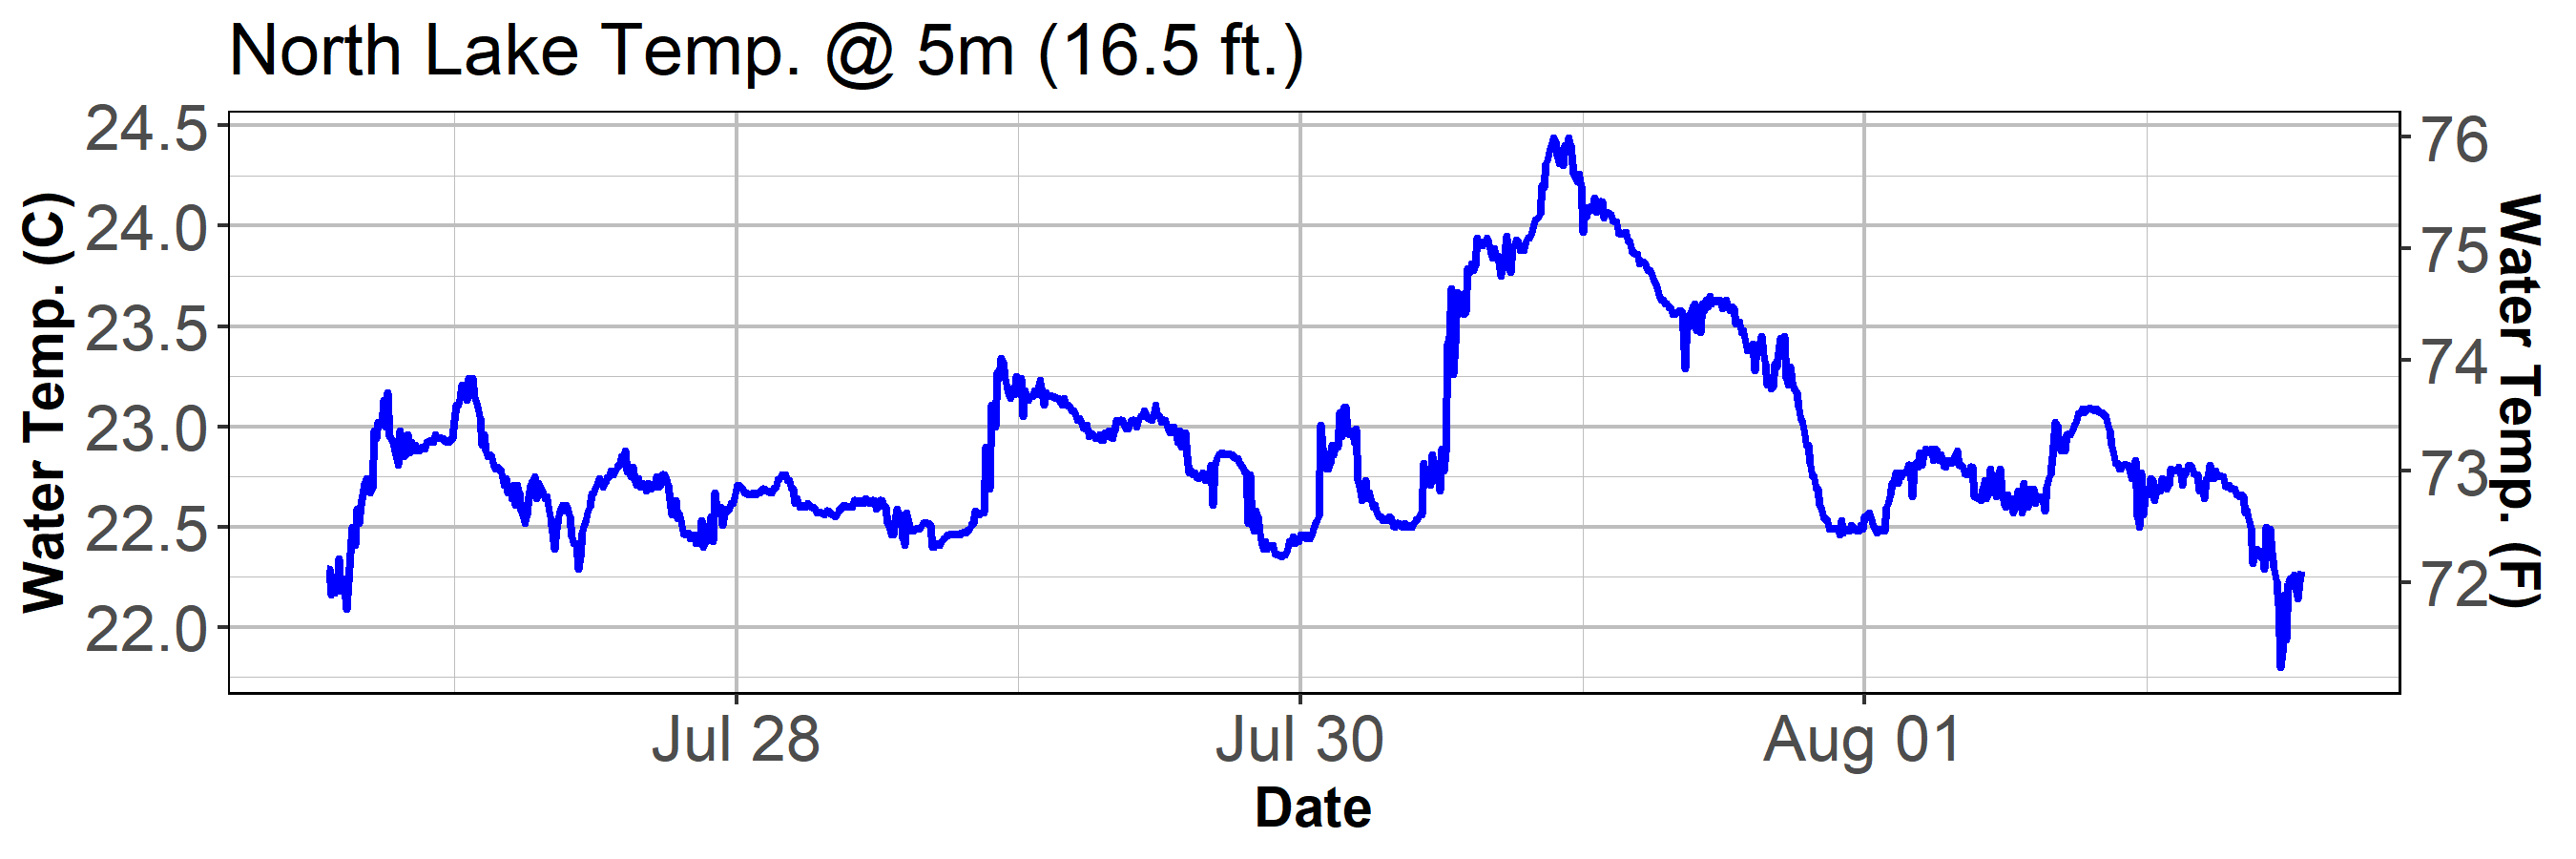 North Lake Temp. @ 5m (16.5 ft.)
Water Temp. (C)
24.5
24.0
23.5
23.0
22.5
22.0
76
75
74
73
72
Water Temp. (F)
Jul 28
Jul 30
Aug 01
Date